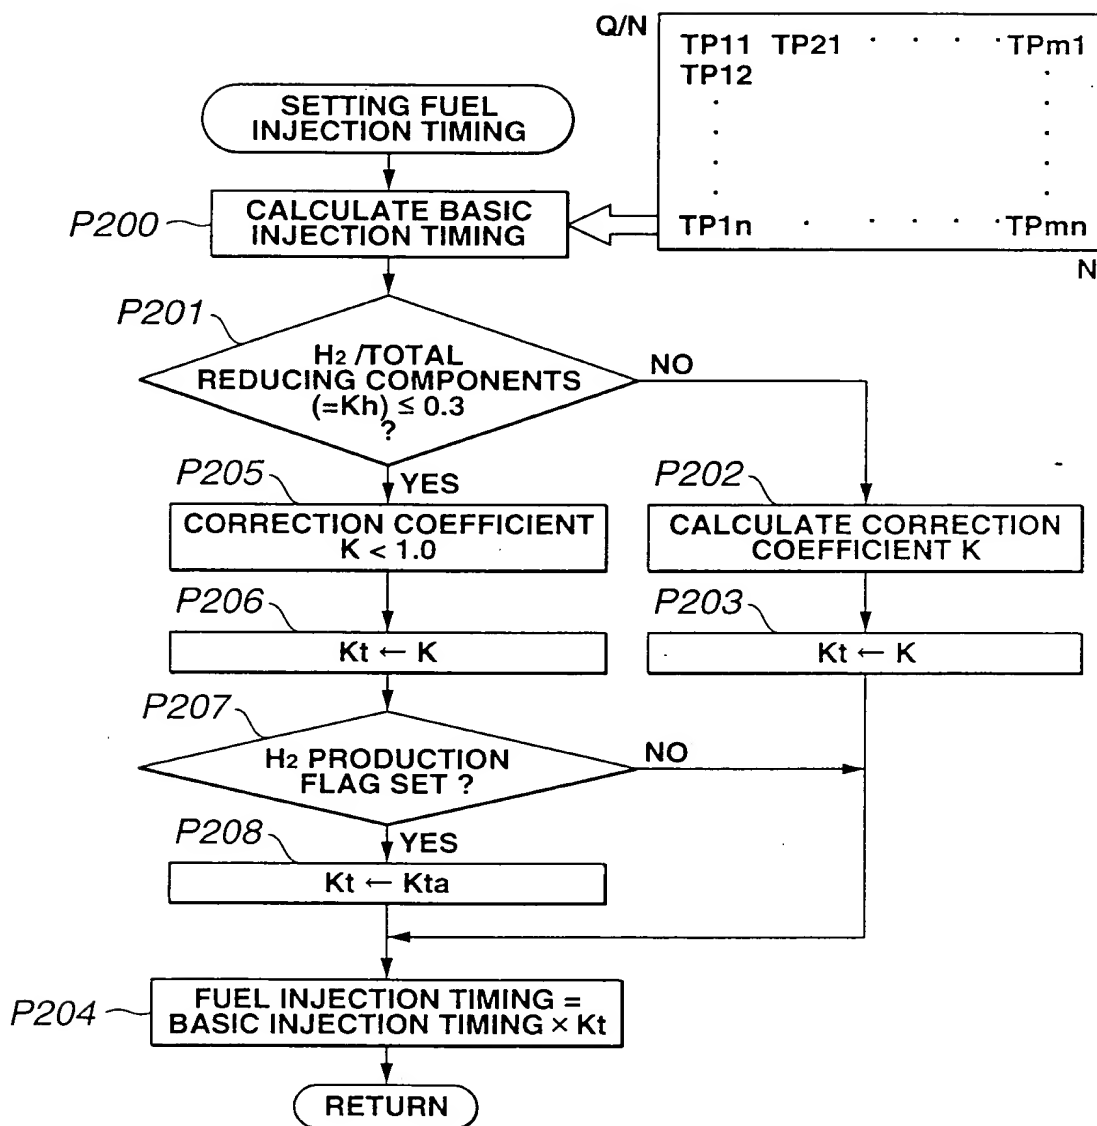 Q/N
TP11 TP21 · · · · TPm1
TP12 ·
· ·
· ·
· ·
· ·
TP1n · · · · · TPmn
N
SETTING FUEL
INJECTION TIMING
P200
CALCULATE BASIC
INJECTION TIMING
P201
H2 /TOTAL
REDUCING COMPONENTS
(=Kh) ≤ 0.3
?
NO
YES
P205
CORRECTION COEFFICIENT
K < 1.0
P202
CALCULATE CORRECTION
COEFFICIENT K
P206
Kt ← K
P203
Kt ← K
P207
H2 PRODUCTION
FLAG SET ?
NO
YES
P208
Kt ← Kta
P204
FUEL INJECTION TIMING =
BASIC INJECTION TIMING × Kt
RETURN